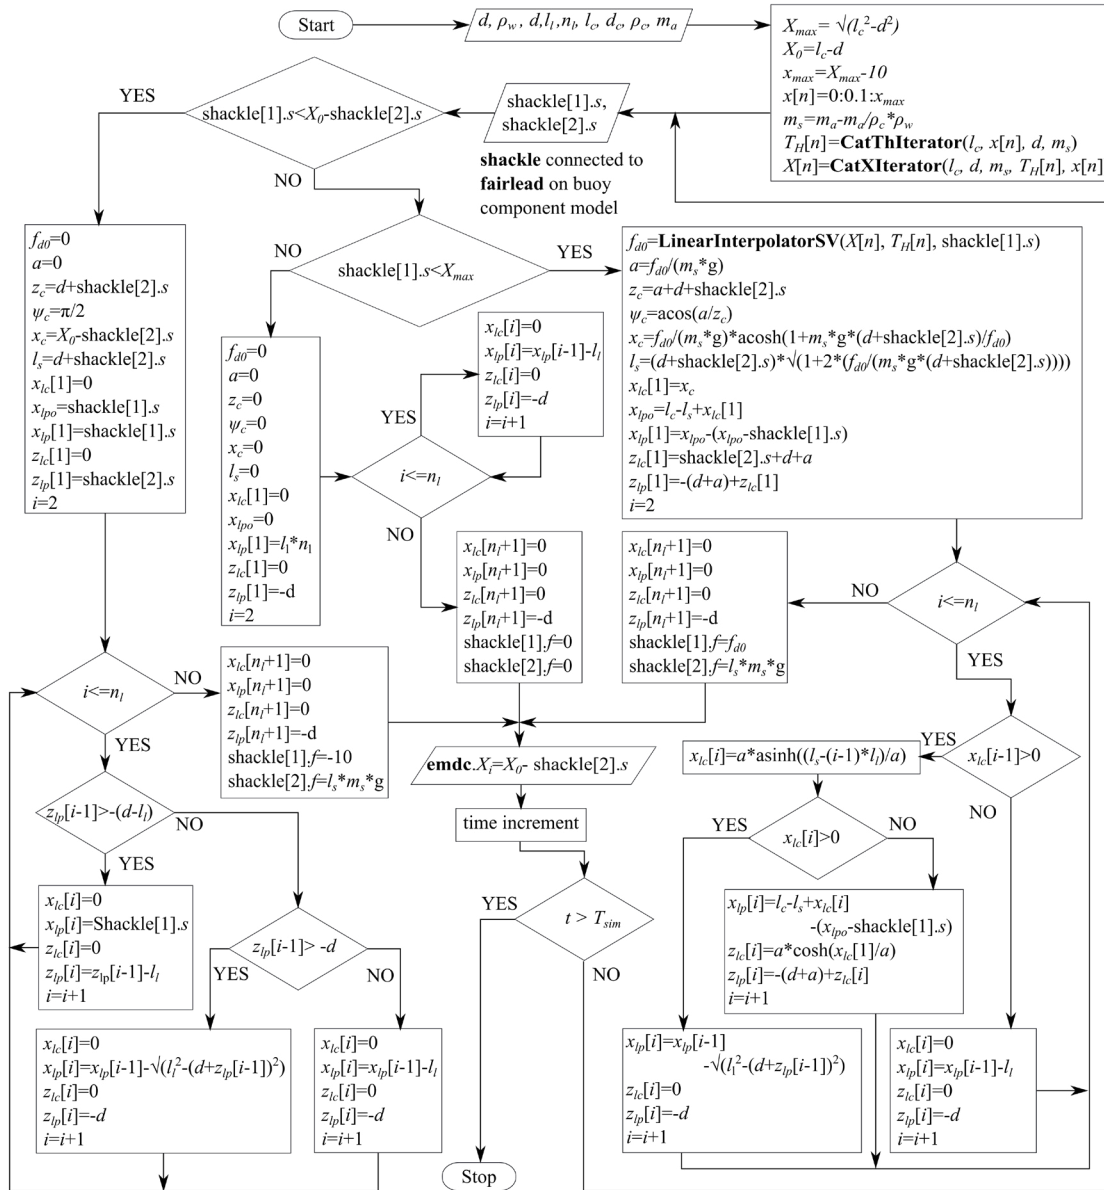 Start
d, ρw, d,ll,nl, lc, dc, ρc, ma
Xmax= √(lc²-d²)
X0=lc-d
xmax=Xmax-10
x[n]=0:0.1:xmax
ms=ma-ma/ρc*ρw
TH[n]=CatThIterator(lc, x[n], d, ms)
X[n]=CatXIterator(lc, d, ms, TH[n], x[n])
shackle[1].s,
shackle[2].s
shackle connected to
fairlead on buoy
component model
YES
shackle[1].s<X0-shackle[2].s
NO
fd0=0
a=0
zc=d+shackle[2].s
ψc=π/2
xc=X0-shackle[2].s
ls=d+shackle[2].s
xlc[1]=0
xlpo=shackle[1].s
xlp[1]=shackle[1].s
zlc[1]=0
zlp[1]=shackle[2].s
i=2
NO
shackle[1].s<Xmax
YES
fd0=0
a=0
zc=0
ψc=0
xc=0
ls=0
xlc[1]=0
xlpo=0
xlp[1]=ll*nl
zlc[1]=0
zlp[1]=-d
i=2
xlc[i]=0
xlp[i]=xlp[i-1]-ll
zlc[i]=0
zlp[i]=-d
i=i+1
YES
i<=nl
NO
fd0=LinearInterpolatorSV(X[n], TH[n], shackle[1].s)
a=fd0/(ms*g)
zc=a+d+shackle[2].s
ψc=acos(a/zc)
xc=fd0/(ms*g)*acosh(1+ms*g*(d+shackle[2].s)/fd0)
ls=(d+shackle[2].s)*√(1+2*(fd0/(ms*g*(d+shackle[2].s))))
xlc[1]=xc
xlpo=lc-ls+xlc[1]
xlp[1]=xlpo-(xlpo-shackle[1].s)
zlc[1]=shackle[2].s+d+a
zlp[1]=-(d+a)+zlc[1]
i=2
xlc[nl+1]=0
xlp[nl+1]=0
zlc[nl+1]=0
zlp[nl+1]=-d
shackle[1].f=0
shackle[2].f=0
xlc[nl+1]=0
xlp[nl+1]=0
zlc[nl+1]=0
zlp[nl+1]=-d
shackle[1].f=fd0
shackle[2].f=ls*ms*g
NO
i<=nl
YES
i<=nl
NO
YES
xlc[nl+1]=0
xlp[nl+1]=0
zlc[nl+1]=0
zlp[nl+1]=-d
shackle[1].f=-10
shackle[2].f=ls*ms*g
emdc.Xi=X0- shackle[2].s
time increment
YES
t > Tsim
NO
Stop
zlp[i-1]>-(d-ll)
NO
YES
xlc[i]=0
xlp[i]=Shackle[1].s
zlc[i]=0
zlp[i]=zlp[i-1]-ll
i=i+1
zlp[i-1]> -d
YES
NO
xlc[i]=0
xlp[i]=xlp[i-1]-√(ll²-(d+zlp[i-1])²)
zlc[i]=0
zlp[i]=-d
i=i+1
xlc[i]=0
xlp[i]=xlp[i-1]-ll
zlc[i]=0
zlp[i]=-d
i=i+1
xlc[i-1]>0
YES
NO
xlc[i]=a*asinh((ls-(i-1)*ll)/a)
YES
xlc[i]>0
NO
xlp[i]=lc-ls+xlc[i]
-(xlpo-shackle[1].s)
zlc[i]=a*cosh(xlc[1]/a)
zlp[i]=-(d+a)+zlc[i]
i=i+1
xlp[i]=xlp[i-1]
-√(ll²-(d+zlp[i-1])²)
zlc[i]=0
zlp[i]=-d
i=i+1
xlc[i]=0
xlp[i]=xlp[i-1]-ll
zlc[i]=0
zlp[i]=-d
i=i+1